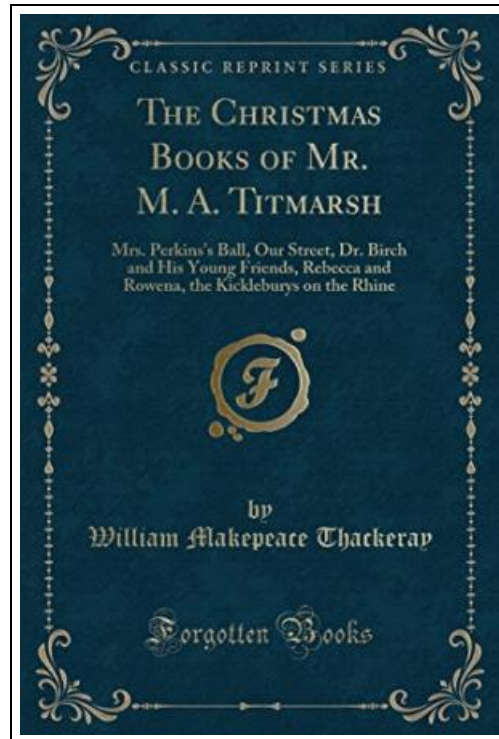 CLASSIC REPRINT SERIES
THE CHRISTMAS
BOOKS OF MR.
M. A. TITMARSH
Mrs. Perkins's Ball, Our Street, Dr. Birch
and His Young Friends, Rebecca and
Rowena, the Kickleburys on the Rhine
F
by
William Makepeace Thackeray
Forgotten Books